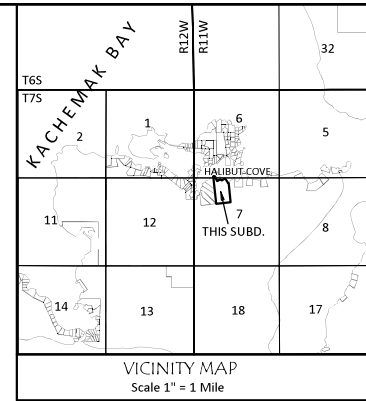 KACHEMAK BAY
R12W R11W
32
T6S
T7S
2
1
6
5
HALIBUT COVE
11
12
7
8
THIS SUBD.
14
13
18
17
VICINITY MAP
Scale 1" = 1 Mile